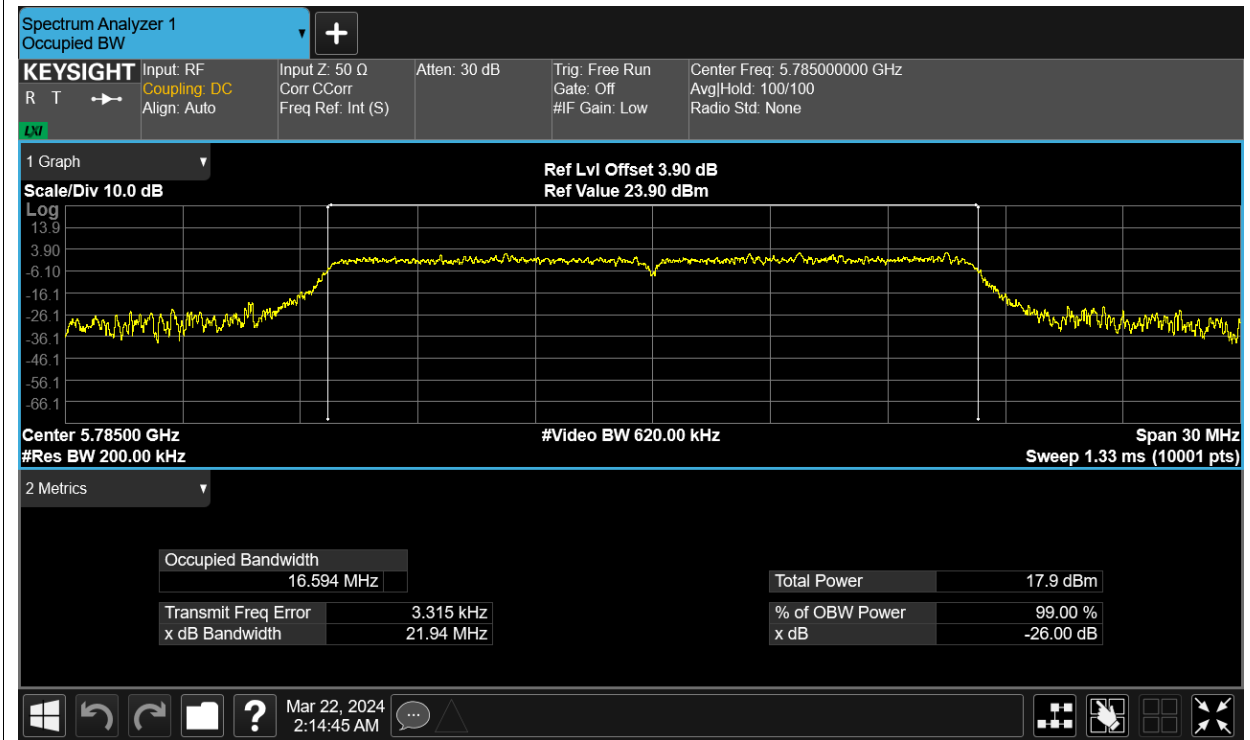 Spectrum Analyzer 1
Occupied BW
KEYSIGHT
R T
LXI
Input: RF
Coupling: DC
Align: Auto
Input Z: 50 Ω
Corr CCorr
Freq Ref: Int (S)
Atten: 30 dB
Trig: Free Run
Gate: Off
#IF Gain: Low
Center Freq: 5.785000000 GHz
Avg|Hold: 100/100
Radio Std: None
1 Graph
Scale/Div 10.0 dB
Ref Lvl Offset 3.90 dB
Ref Value 23.90 dBm
Log
13.9
3.90
-6.10
-16.1
-26.1
-36.1
-46.1
-56.1
-66.1
Center 5.78500 GHz
#Res BW 200.00 kHz
#Video BW 620.00 kHz
Span 30 MHz
Sweep 1.33 ms (10001 pts)
2 Metrics
Occupied Bandwidth
16.594 MHz
Transmit Freq Error 3.315 kHz
x dB Bandwidth 21.94 MHz
Total Power 17.9 dBm
% of OBW Power 99.00 %
x dB -26.00 dB
?
Mar 22, 2024
2:14:45 AM